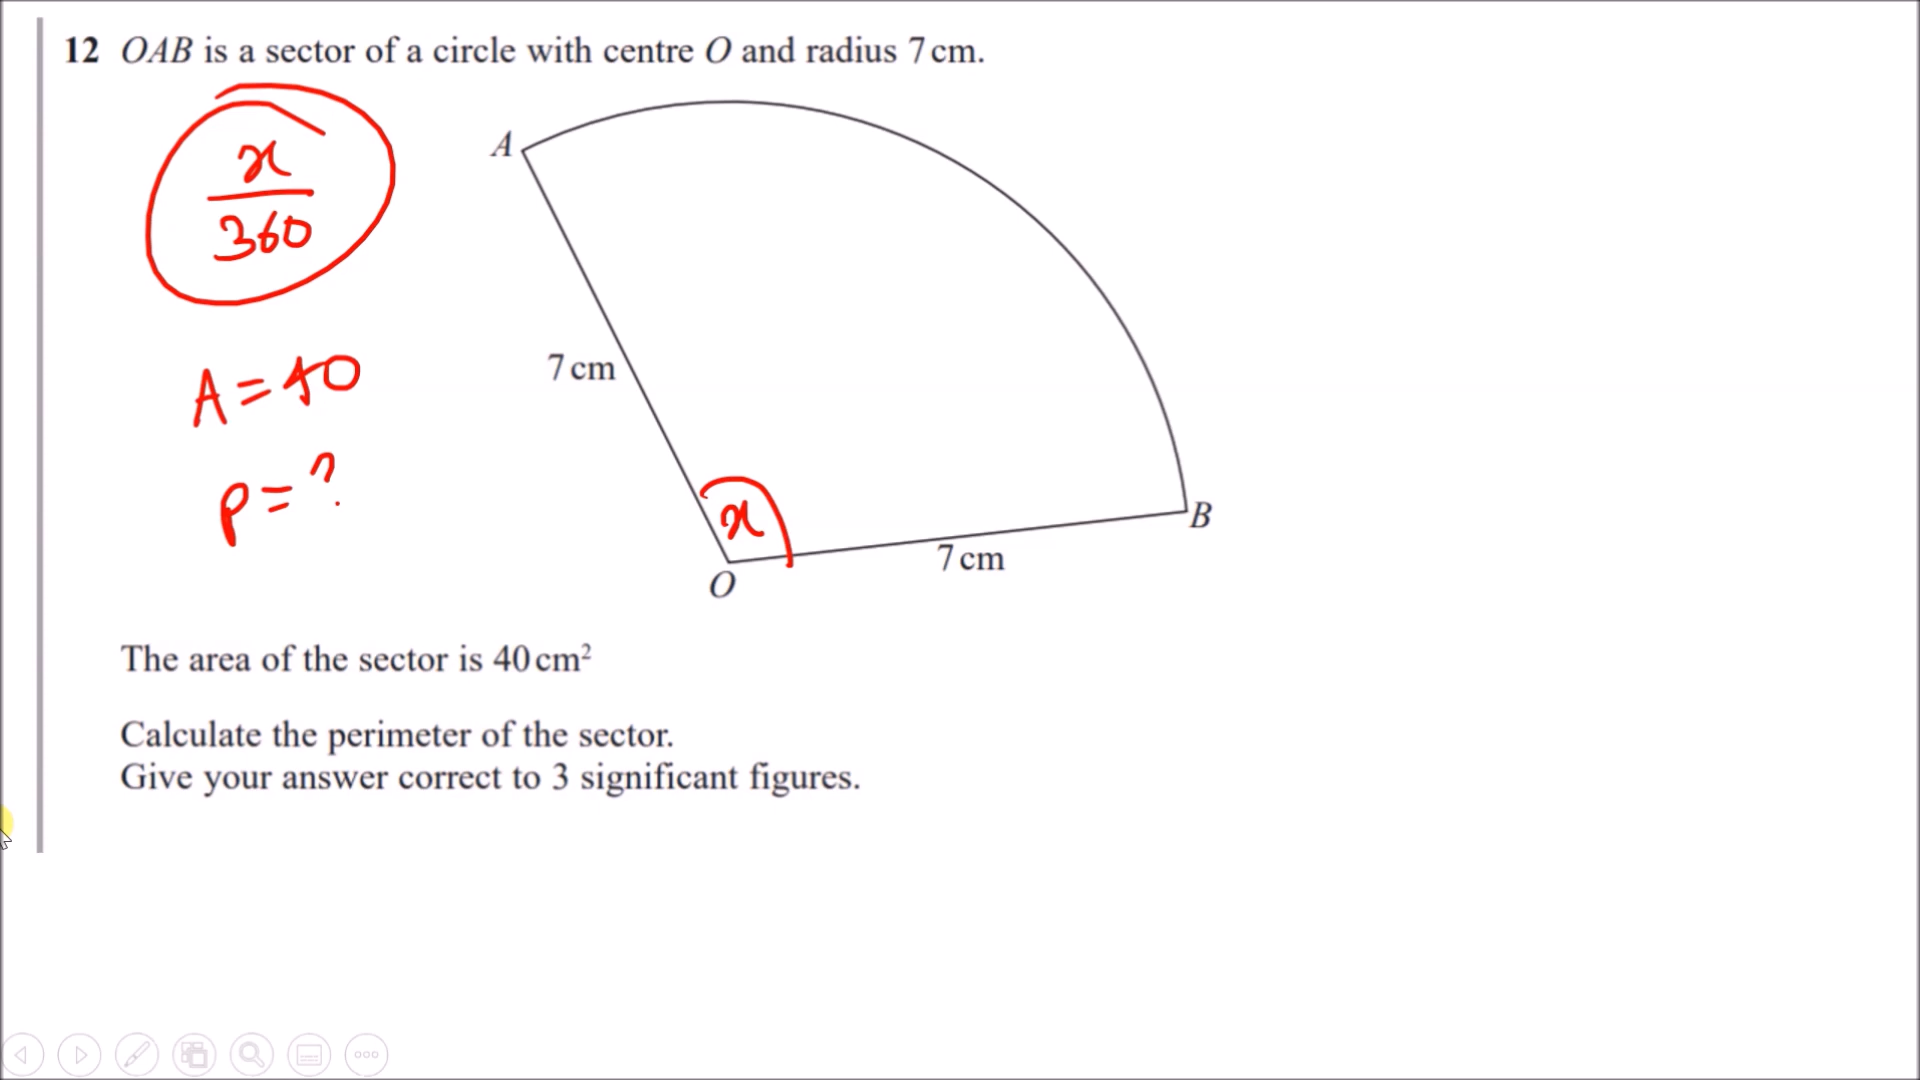 12 OAB is a sector of a circle with centre O and radius 7 cm.
x
360
A = 40
P = ?
A
7 cm
x
O
7 cm
B
The area of the sector is 40 cm²
Calculate the perimeter of the sector.
Give your answer correct to 3 significant figures.